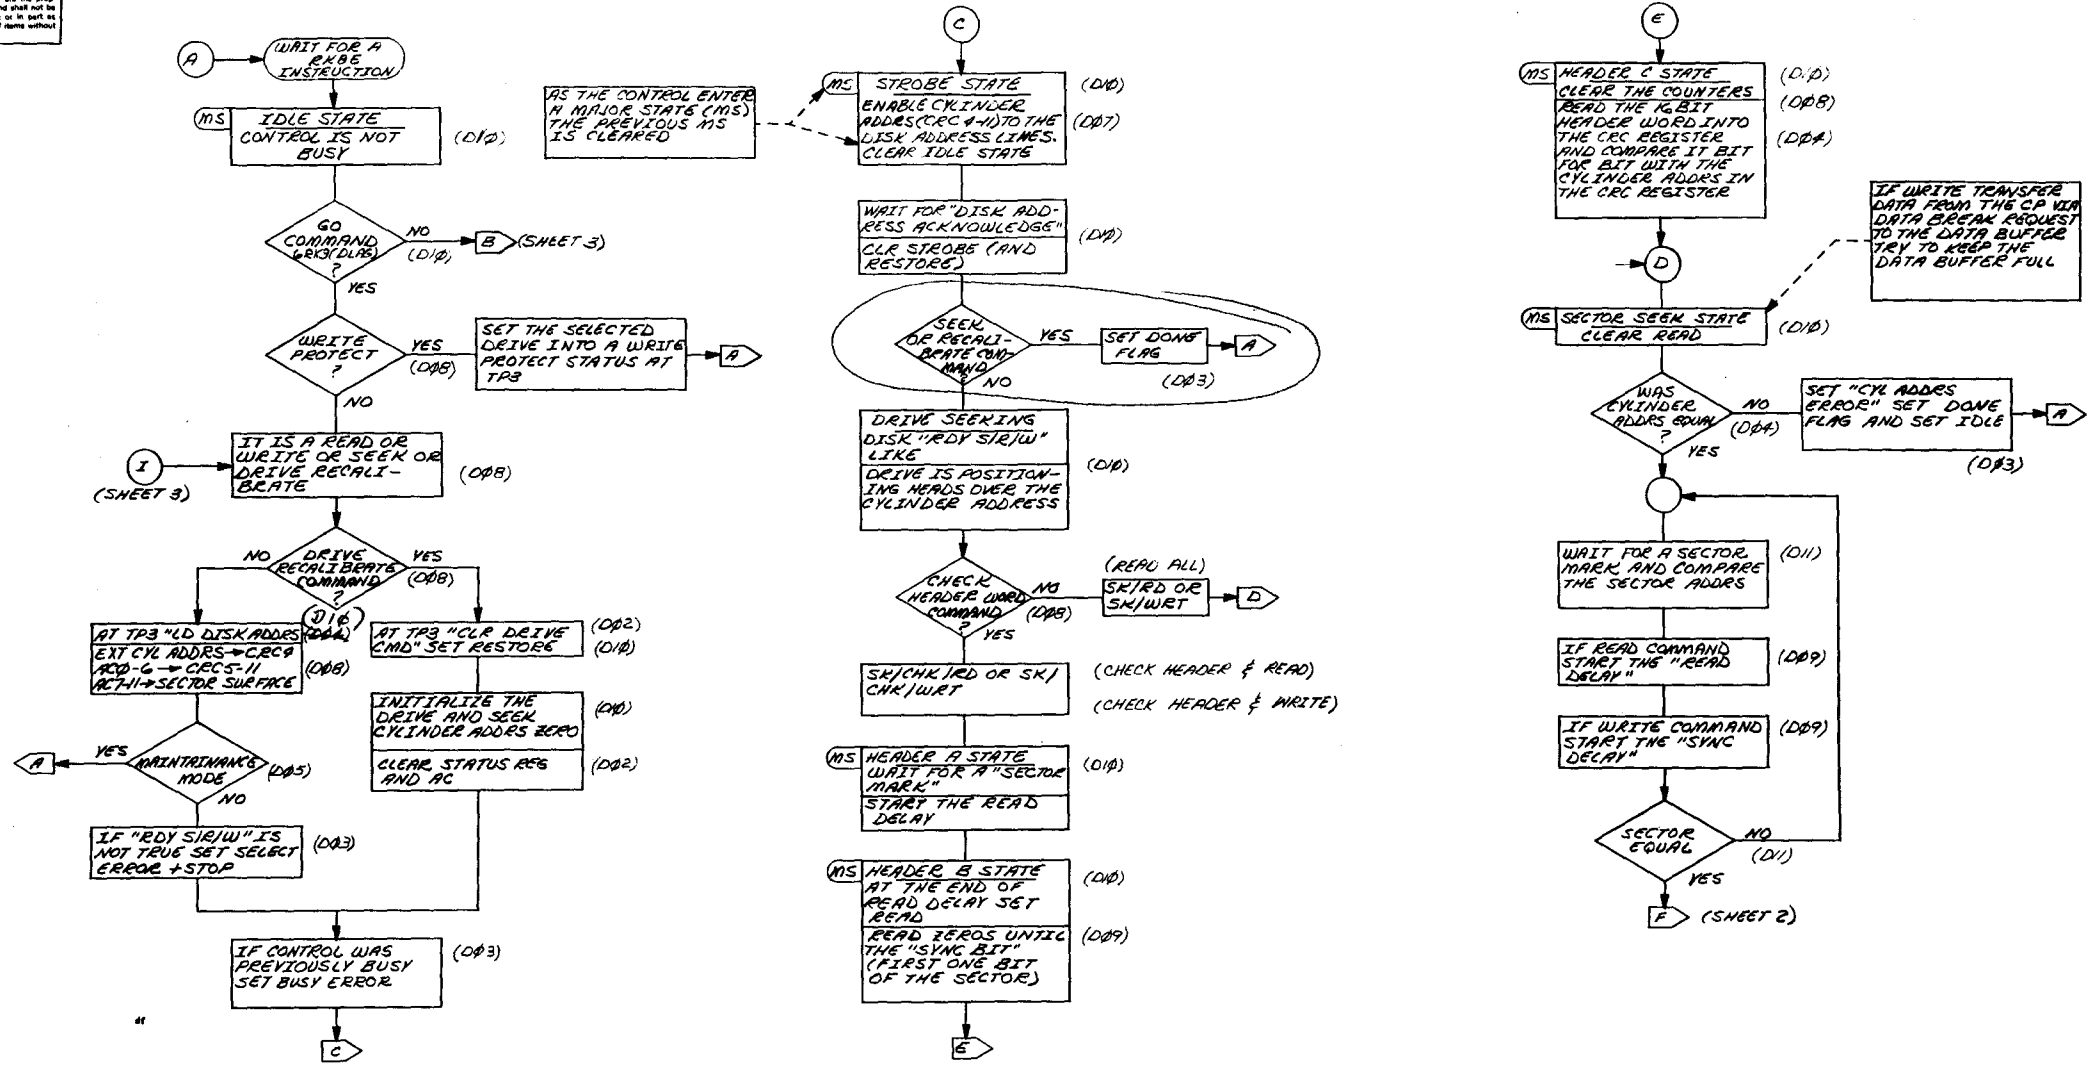 nd shall not be
or in part as
items without
A
WAIT FOR A
RK8E
INSTRUCTION
MS
IDLE STATE
CONTROL IS NOT
BUSY
(D1Ø)
GO
COMMAND
6RK3(DLAG)
?
NO
(D1Ø)
B
(SHEET 3)
YES
WRITE
PROTECT
?
YES
(DØ8)
SET THE SELECTED
DRIVE INTO A WRITE
PROTECT STATUS AT
TP3
A
NO
I
(SHEET 3)
IT IS A READ OR
WRITE OR SEEK OR
DRIVE RECALI-
BRATE
(DØ8)
DRIVE
RECALIBRATE
COMMAND
?
NO
YES
(DØ8)
(D1Ø)
AT TP3 "LD DISK ADDRS
EXT CYL ADDRS→CRC4
ACØ-6 → CRC5-11
AC7-11→SECTOR SURFACE
(DØ8)
AT TP3 "CLR DRIVE
CMD" SET RESTORE
(DØ2)
(D1Ø)
INITIALIZE THE
DRIVE AND SEEK
CYLINDER ADDRS ZERO
(D1Ø)
CLEAR STATUS REG
AND AC
(DØ2)
A
YES
MAINTAINANCE
MODE
(DØ5)
NO
IF "RDY S/R/W" IS
NOT TRUE SET SELECT
ERROR + STOP
(DØ3)
IF CONTROL WAS
PREVIOUSLY BUSY
SET BUSY ERROR
(DØ3)
C
AS THE CONTROL ENTER
A MAJOR STATE (MS)
THE PREVIOUS MS
IS CLEARED
C
MS
STROBE STATE
(D1Ø)
ENABLE CYLINDER
ADDRS(CRC 4-11)TO THE
DISK ADDRESS LINES.
CLEAR IDLE STATE
(DØ7)
WAIT FOR "DISK ADD-
RESS ACKNOWLEDGE"
CLR STROBE (AND
RESTORE)
(D1Ø)
SEEK
OR RECALI-
BRATE COM-
MAND
?
YES
SET DONE
FLAG
A
(DØ3)
NO
DRIVE SEEKING
DISK "RDY S/R/W"
LIKE
DRIVE IS POSITION-
ING HEADS OVER THE
CYLINDER ADDRESS
(D1Ø)
CHECK
HEADER WORD
COMMAND
?
NO
(DØ8)
(READ ALL)
SK/RD OR
SK/WRT
D
YES
SK/CHK/RD OR SK/
CHK/WRT
(CHECK HEADER & READ)
(CHECK HEADER & WRITE)
MS
HEADER A STATE
WAIT FOR A "SECTOR
MARK"
START THE READ
DELAY
(D1Ø)
MS
HEADER B STATE
AT THE END OF
READ DELAY SET
READ
(D1Ø)
READ ZEROS UNTIL
THE "SYNC BIT"
(FIRST ONE BIT
OF THE SECTOR)
(DØ9)
E
E
MS
HEADER C STATE
CLEAR THE COUNTERS
(D1Ø)
READ THE 16 BIT
HEADER WORD INTO
THE CRC REGISTER
AND COMPARE IT BIT
FOR BIT WITH THE
CYLINDER ADDRS IN
THE CRC REGISTER
(DØ8)
(DØ4)
D
IF WRITE TRANSFER
DATA FROM THE CP VIA
DATA BREAK REQUEST
TO THE DATA BUFFER
TRY TO KEEP THE
DATA BUFFER FULL
MS
SECTOR SEEK STATE
CLEAR READ
(D1Ø)
WAS
CYLINDER
ADDRS EQUAL
?
NO
(DØ4)
SET "CYL ADDRS
ERROR" SET DONE
FLAG AND SET IDLE
A
(DØ3)
YES
WAIT FOR A SECTOR
MARK AND COMPARE
THE SECTOR ADDRS
(D11)
IF READ COMMAND
START THE "READ
DELAY"
(DØ9)
IF WRITE COMMAND
START THE "SYNC
DELAY"
(DØ9)
SECTOR
EQUAL
NO
(D11)
YES
F
(SHEET 2)